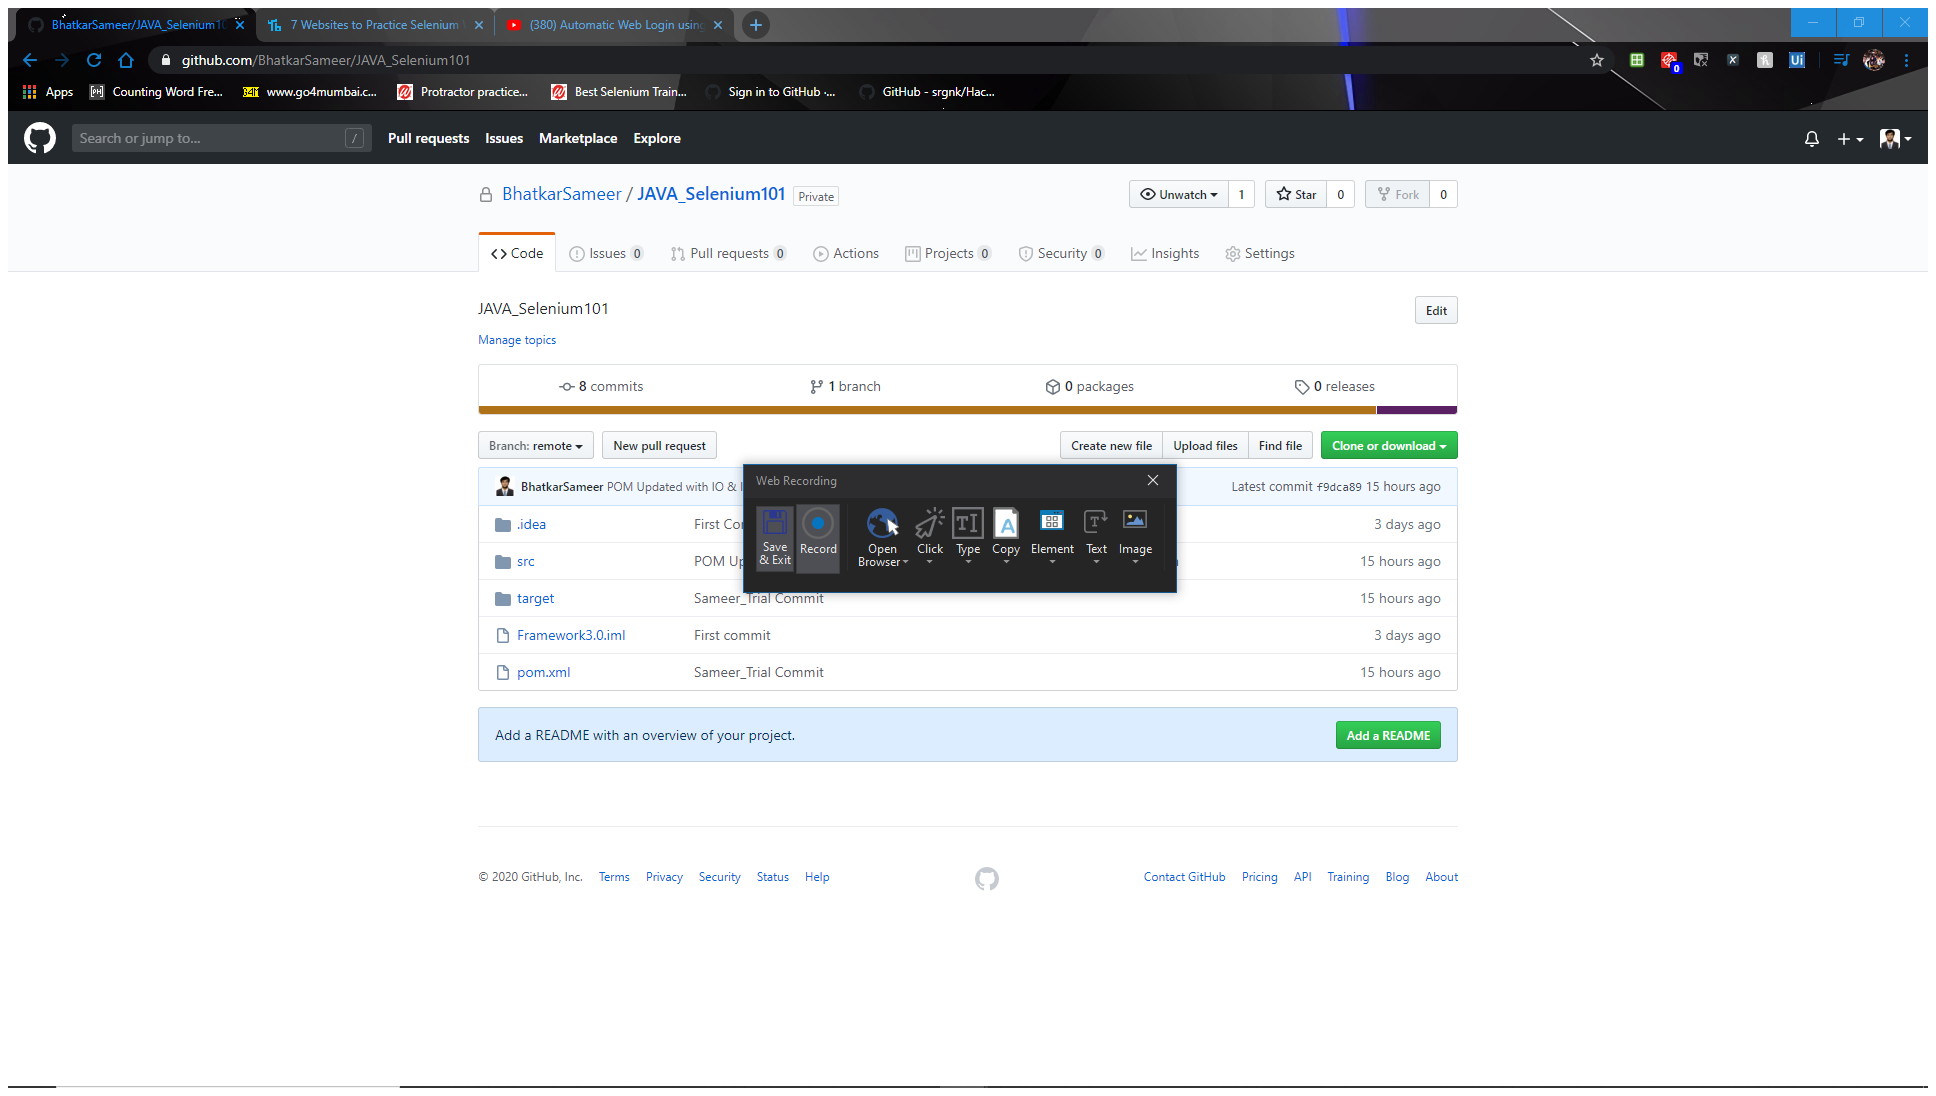 BhatkarSameer/JAVA_Selenium10
7 Websites to Practice Selenium
(380) Automatic Web Login using
github.com/BhatkarSameer/JAVA_Selenium101
Apps
Counting Word Fre...
www.go4mumbai.c...
Protractor practice...
Best Selenium Train...
Sign in to GitHub ·...
GitHub - srgnk/Hac...
Search or jump to...
/
Pull requests
Issues
Marketplace
Explore
BhatkarSameer / JAVA_Selenium101
Private
Unwatch 1
Star 0
Fork 0
Code
Issues 0
Pull requests 0
Actions
Projects 0
Security 0
Insights
Settings
JAVA_Selenium101
Edit
Manage topics
8 commits
1 branch
0 packages
0 releases
Branch: remote
New pull request
Create new file
Upload files
Find file
Clone or download
BhatkarSameer POM Updated with IO &
Latest commit f9dca89 15 hours ago
.idea
First Co
3 days ago
src
POM Up
15 hours ago
target
Sameer_Trial Commit
15 hours ago
Framework3.0.iml
First commit
3 days ago
pom.xml
Sameer_Trial Commit
15 hours ago
Web Recording
Save
& Exit
Record
Open
Browser
Click
Type
Copy
Element
Text
Image
Add a README with an overview of your project.
Add a README
© 2020 GitHub, Inc.
Terms
Privacy
Security
Status
Help
Contact GitHub
Pricing
API
Training
Blog
About